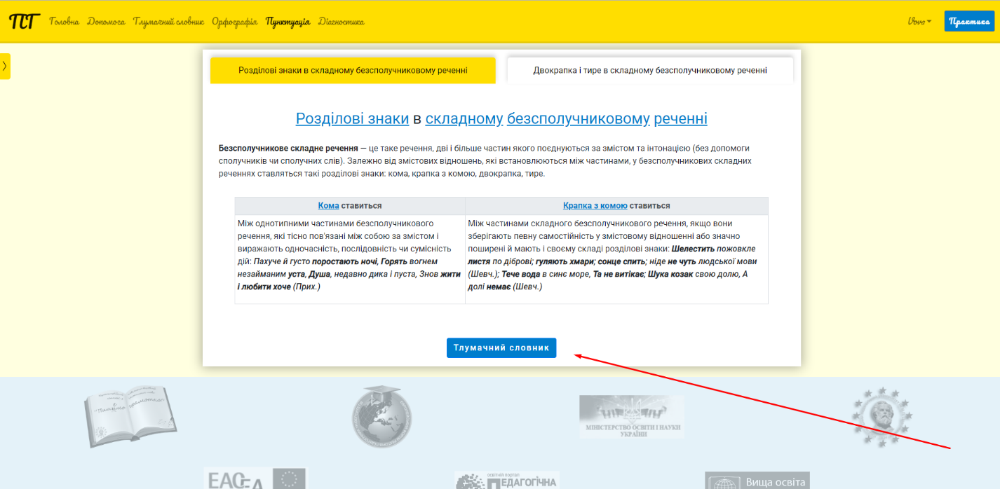 ПСГ Головна Допомога Тлумачний словник Орфографія Пунктуація Діагностика Vovo Практика
Розділові знаки в складному безсполучниковому реченні
Двокрапка і тире в складному безсполучниковому реченні
Розділові знаки в складному безсполучниковому реченні
Безсполучникове складне речення — це таке речення, дві і більше частин якого поєднуються за змістом та інтонацією (без допомоги
сполучників чи сполучних слів). Залежно від змістових відношень, які встановлюються між частинами, у безсполучникових складних
реченнях ставляться такі розділові знаки: кома, крапка з комою, двокрапка, тире.
Кома ставиться
Між однотипними частинами безсполучникового
речення, які тісно пов'язані між собою за змістом і
виражають одночасність, послідовність чи сумісність
дій: Пахуче й густо поростають ночі, Горять вогнем
незайманим уста, Душа, недавно дика і пуста, Знов жити
і любити хоче (Прих.)
Крапка з комою ставиться
Між частинами складного безсполучникового речення, якщо вони
зберігають певну самостійність у змістовому відношенні або значно
поширені й мають і своєму складі розділові знаки: Шелестить пожовкле
листя по діброві; гуляють хмари; сонце спить; ніде не чуть людської мови
(Шевч.); Тече вода в синє море, Та не витікає; Шука козак свою долю, А
долі немає (Шевч.)
Тлумачний словник
МІНІСТЕРСТВО ОСВІТИ І НАУКИ
УКРАЇНИ
EACEA
освітній портал
ПЕДАГОГІЧНА
Вища освіта